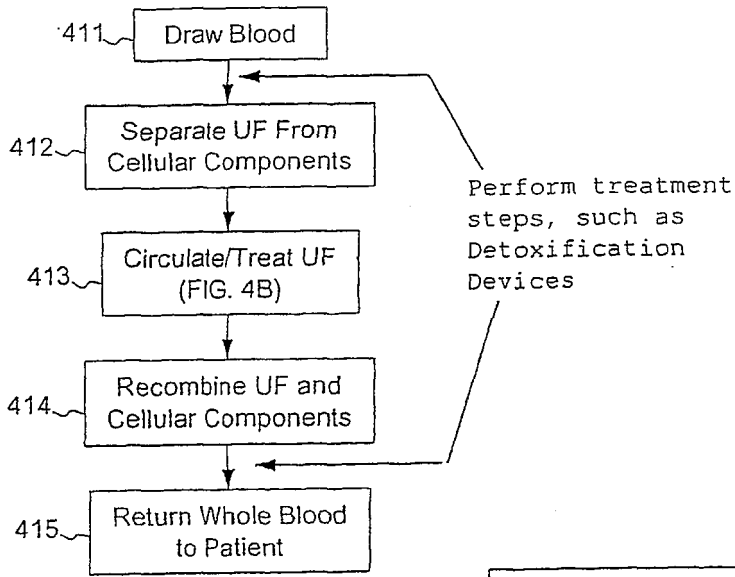 411
Draw Blood
412
Separate UF From
Cellular Components
413
Circulate/Treat UF
(FIG. 4B)
414
Recombine UF and
Cellular Components
415
Return Whole Blood
to Patient
Perform treatment
steps, such as
Detoxification
Devices